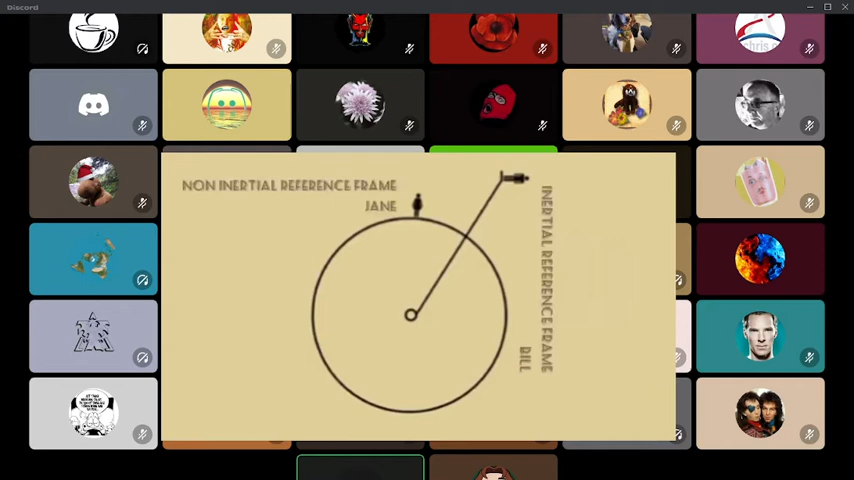 Discord
chris c
NON INERTIAL REFERENCE FRAME
JANE
INERTIAL REFERENCE FRAME
BILL